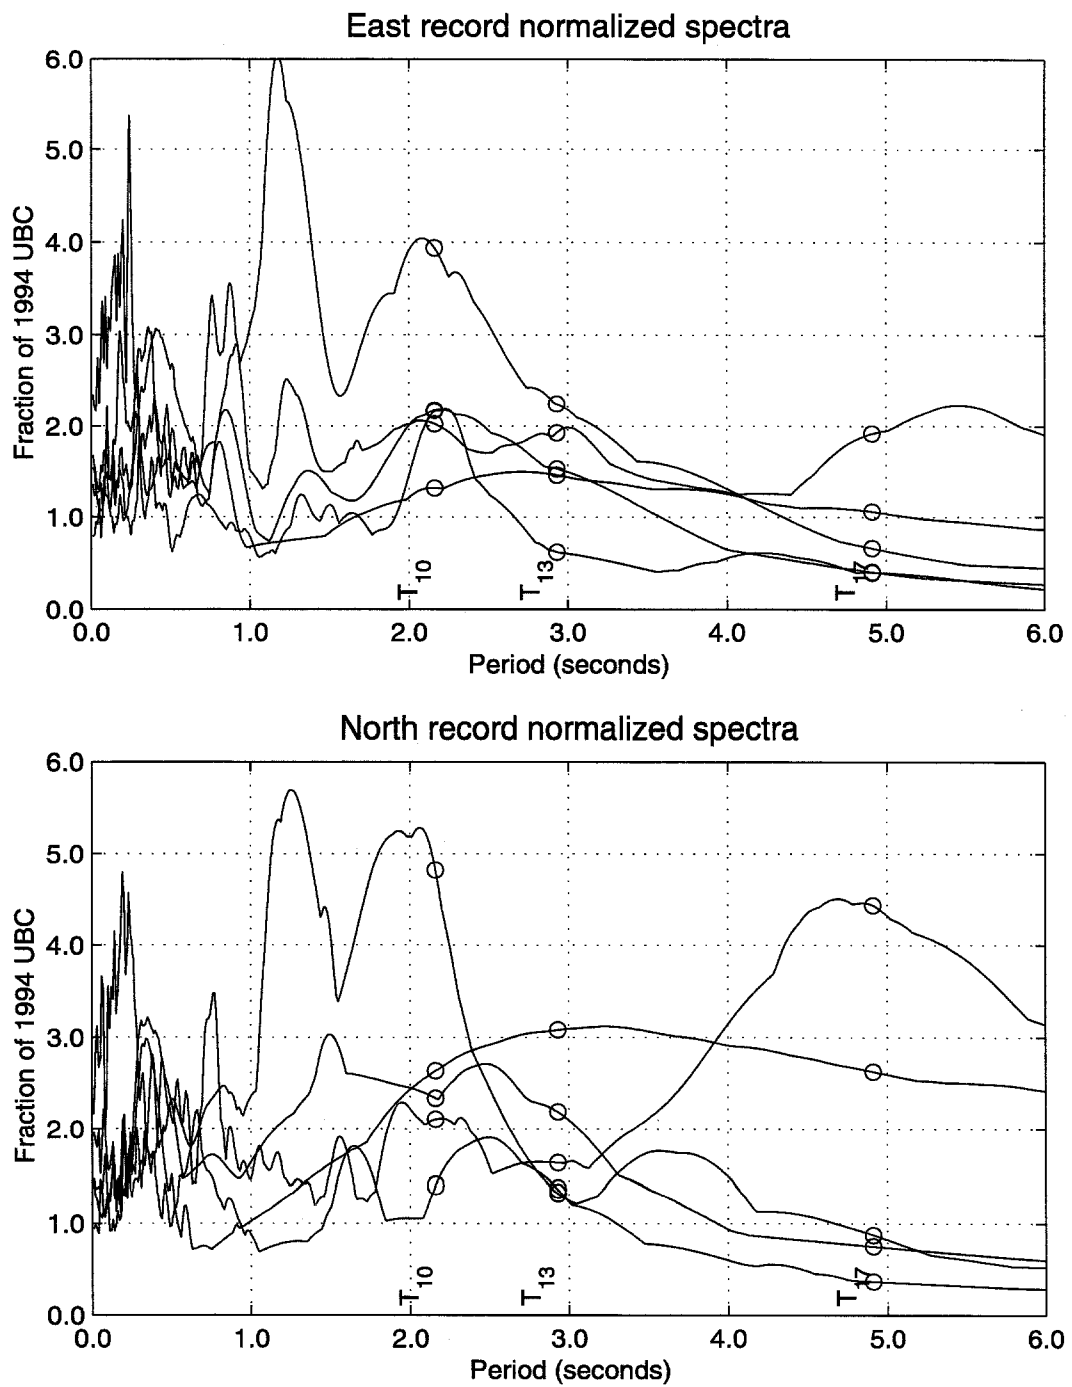 East record normalized spectra
Fraction of 1994 UBC
6.0
5.0
4.0
3.0
2.0
1.0
0.0
T10
T13
T17
0.0 1.0 2.0 3.0 4.0 5.0 6.0
Period (seconds)
North record normalized spectra
Fraction of 1994 UBC
6.0
5.0
4.0
3.0
2.0
1.0
0.0
T10
T13
T17
0.0 1.0 2.0 3.0 4.0 5.0 6.0
Period (seconds)